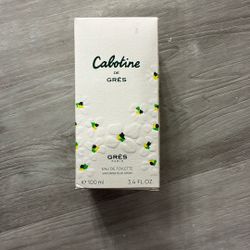 Cabotine
DE
GRÈS
GRÈS
PARIS
EAU DE TOILETTE
℮ 100 ml 3.4 FL.OZ.